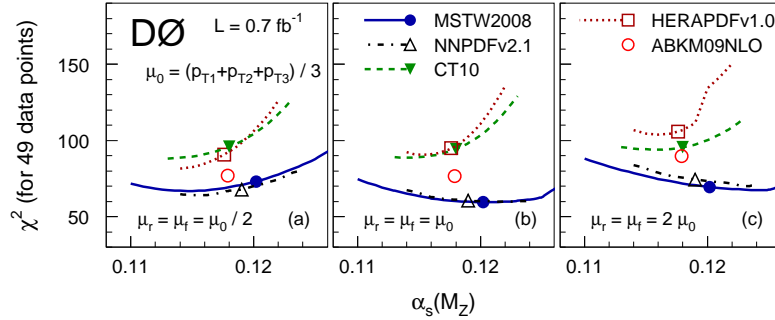 DØ
L = 0.7 fb⁻¹
μ₀ = (p_T1+p_T2+p_T3) / 3
MSTW2008
NNPDFv2.1
CT10
HERAPDFv1.0
ABKM09NLO
χ² (for 49 data points)
150
100
50
μ_r = μ_f = μ₀ / 2
(a)
μ_r = μ_f = μ₀
(b)
μ_r = μ_f = 2 μ₀
(c)
0.11
0.12
0.11
0.12
0.11
0.12
α_s(M_Z)